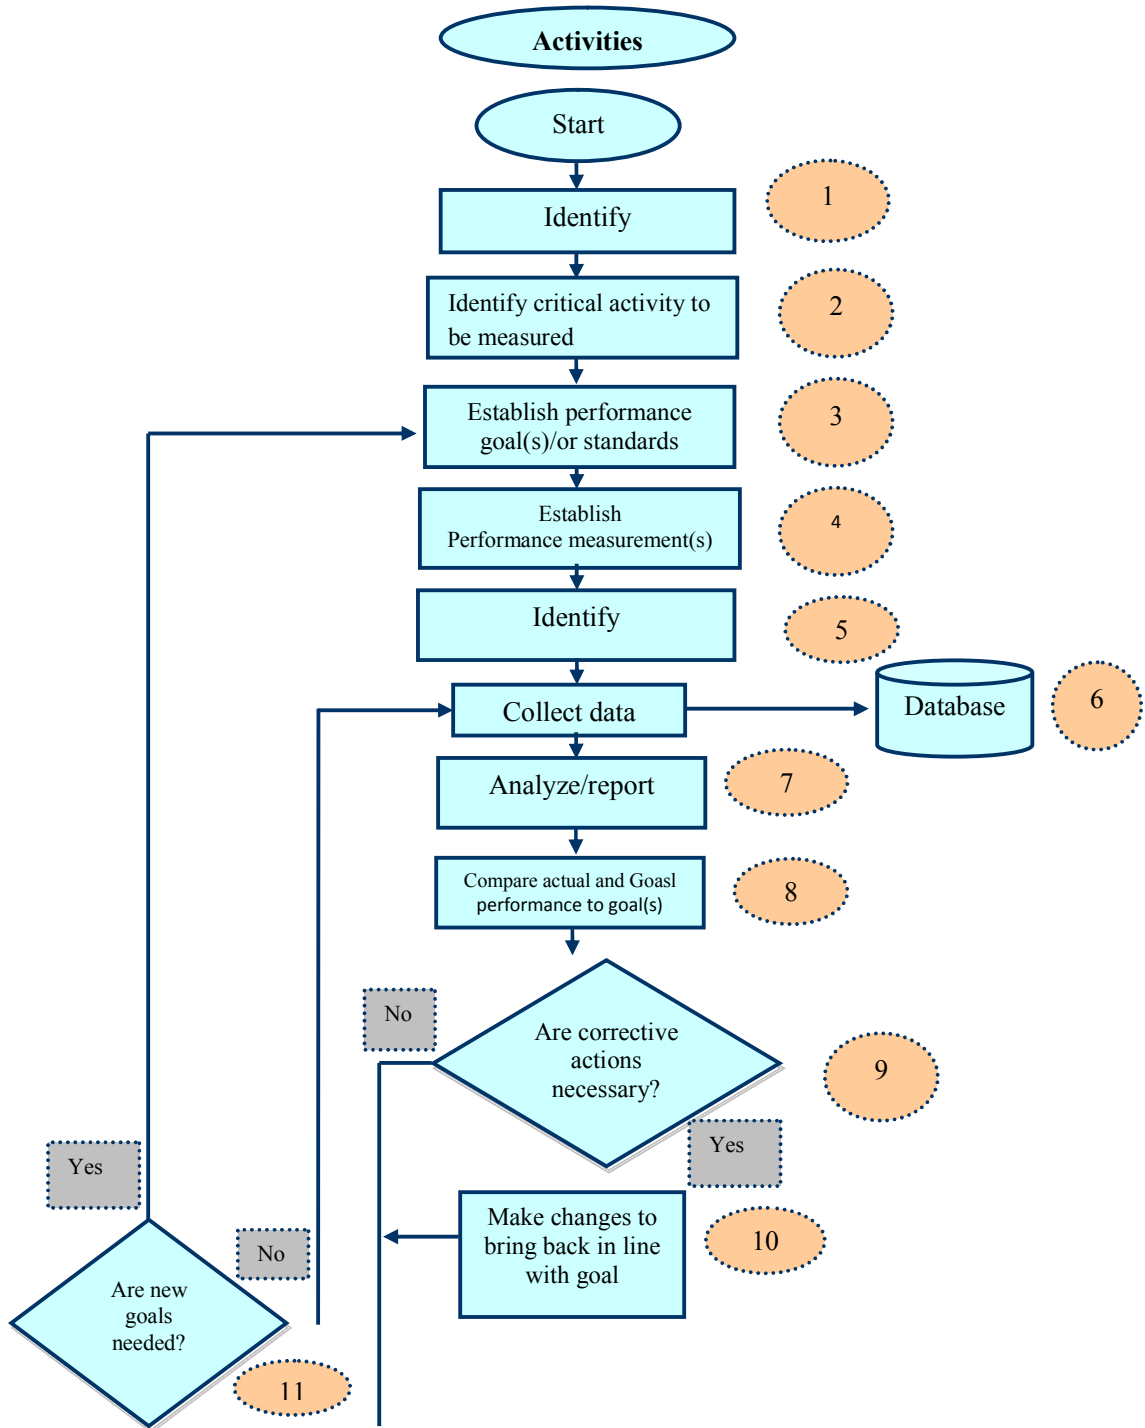 Activities
Start
Identify
1
Identify critical activity to
be measured
2
Establish performance
goal(s)/or standards
3
Establish
Performance measurement(s)
4
Identify
5
Collect data
Database
6
Analyze/report
7
Compare actual and Goasl
performance to goal(s)
8
No
Are corrective
actions
necessary?
9
Yes
Yes
Make changes to
bring back in line
with goal
10
No
Are new
goals
needed?
11